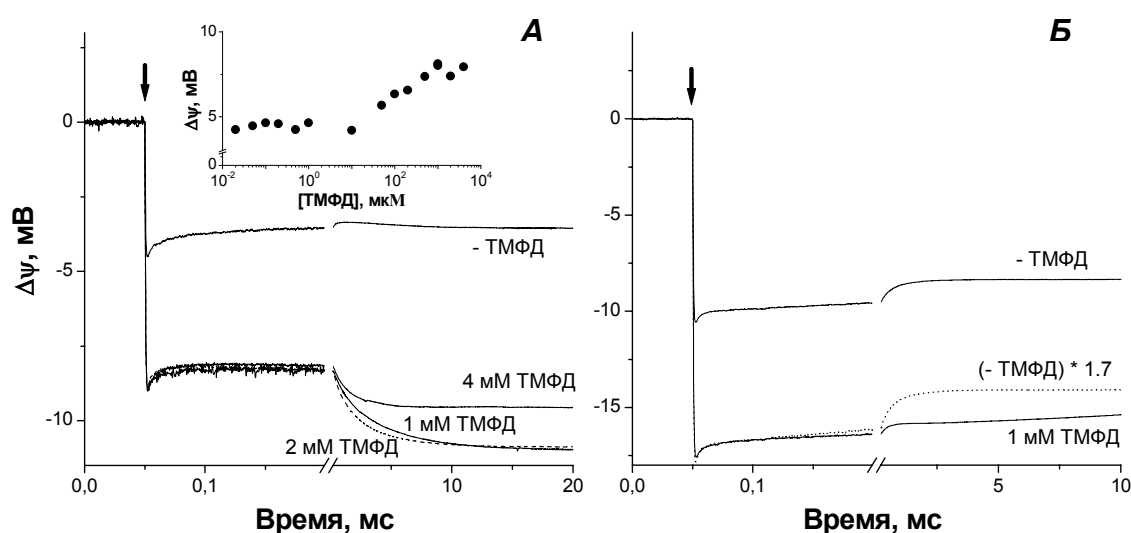 А
Δψ, мВ
0
-5
-10
10
5
0
Δψ, мВ
10⁻²
10⁰
10²
10⁴
[ТМФД], мкМ
- ТМФД
4 мМ ТМФД
1 мМ ТМФД
2 мМ ТМФД
0,0
0,1
10
20
Время, мс
Б
0
-5
-10
-15
- ТМФД
(- ТМФД) * 1.7
1 мМ ТМФД
0,0
0,1
5
10
Время, мс